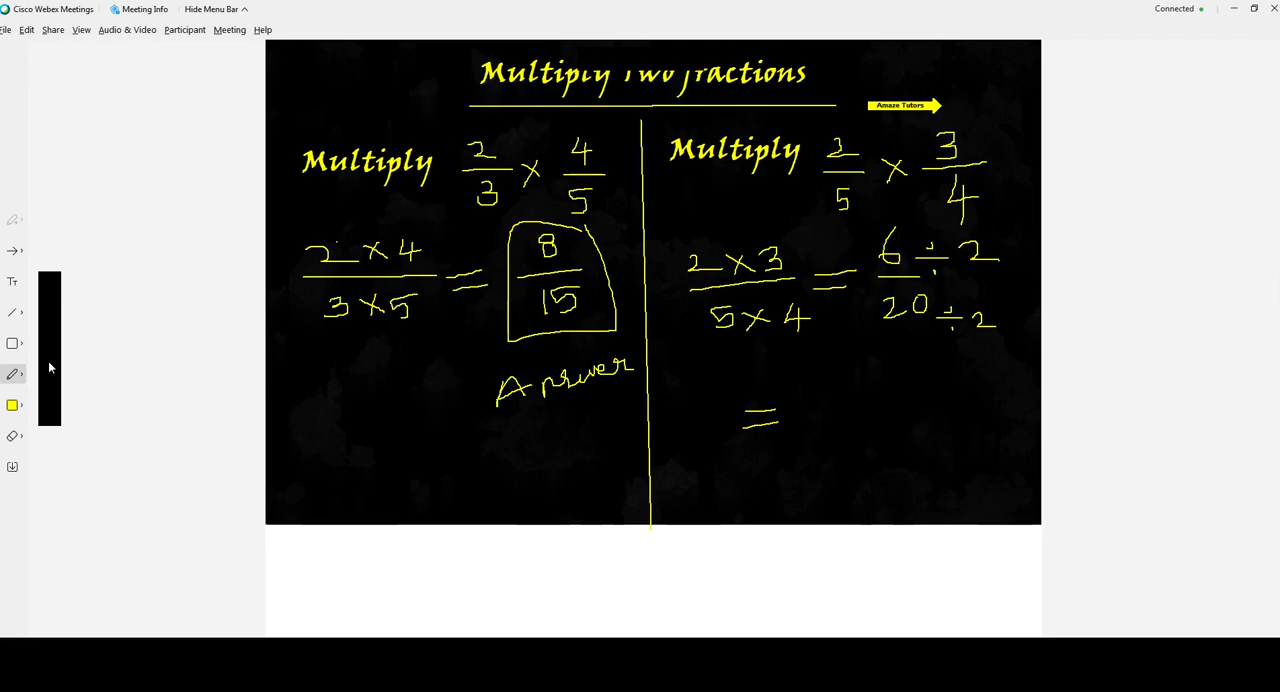 Cisco Webex Meetings Meeting Info Hide Menu Bar Connected
File Edit Share View Audio & Video Participant Meeting Help
Multiply Two fractions
Amaze Tutors
Multiply 2/3 × 4/5
2 × 4 / 3 × 5 = 8/15
Answer
Multiply 2/5 × 3/4
2 × 3 / 5 × 4 = 6 ÷ 2 / 20 ÷ 2
=
Tт